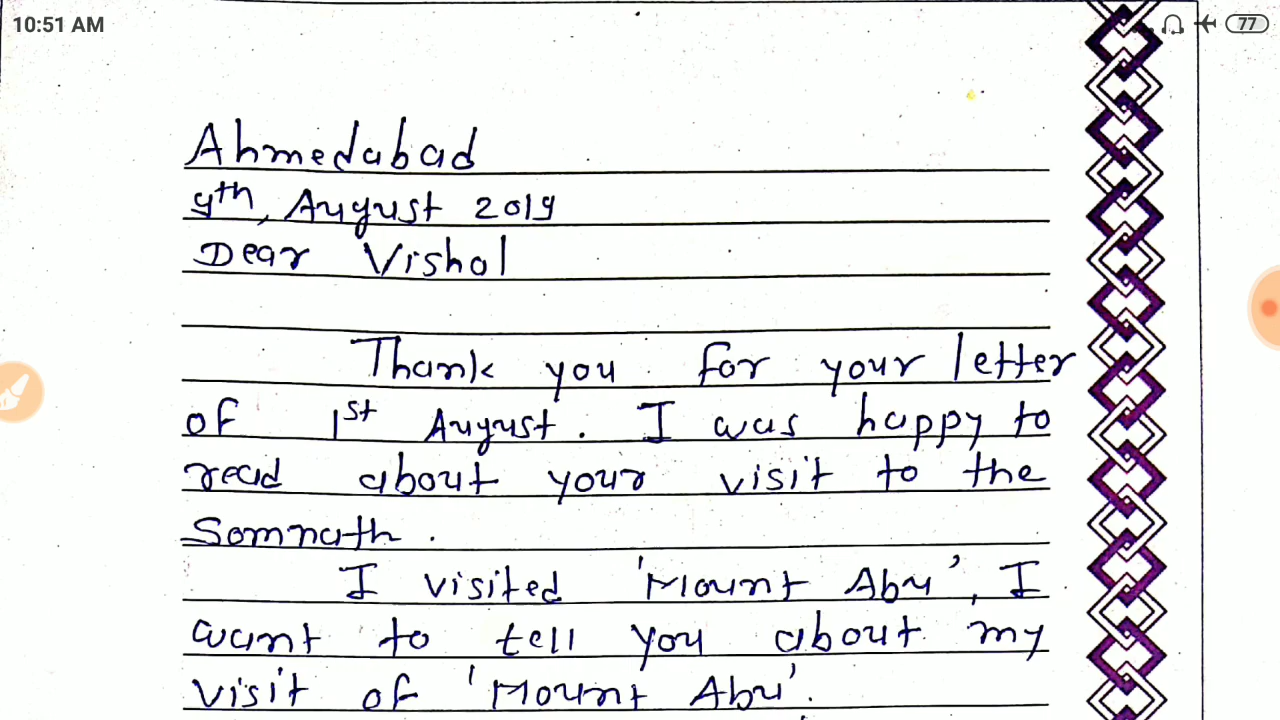 10:51 AM
77
Ahmedabad
9th, August 2019
Dear Vishal
Thank you for your letter
of 1st August. I was happy to
read about your visit to the
Somnath.
I visited 'Mount Abu', I
want to tell you about my
visit of 'Mount Abu'.